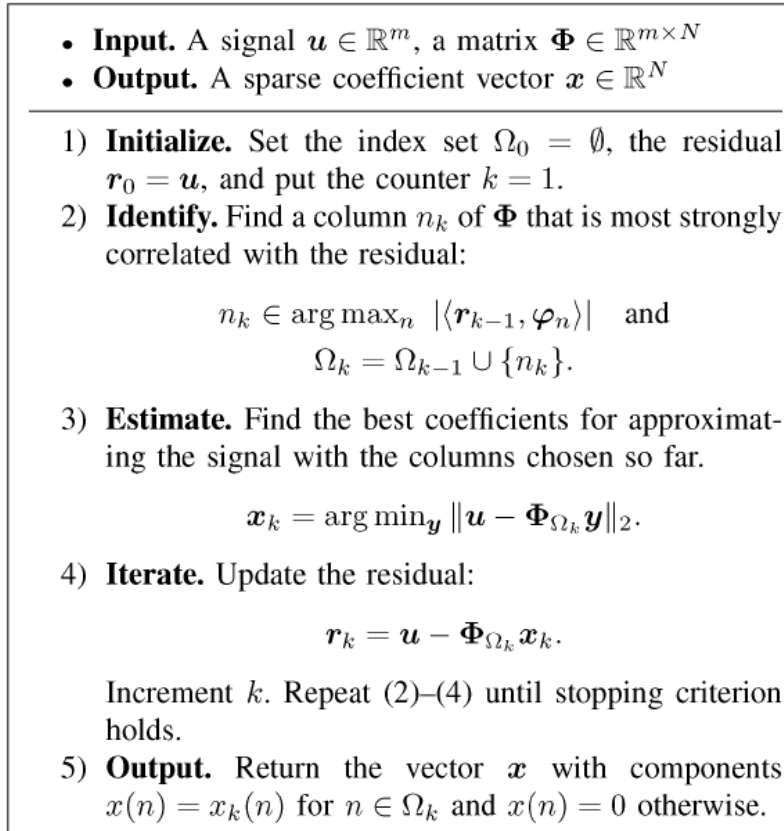 • Input. A signal u ∈ ℝ^m, a matrix Φ ∈ ℝ^{m×N}
• Output. A sparse coefficient vector x ∈ ℝ^N
1) Initialize. Set the index set Ω_0 = ∅, the residual
r_0 = u, and put the counter k = 1.
2) Identify. Find a column n_k of Φ that is most strongly
correlated with the residual:
n_k ∈ arg max_n |⟨r_{k−1}, φ_n⟩| and
Ω_k = Ω_{k−1} ∪ {n_k}.
3) Estimate. Find the best coefficients for approximat-
ing the signal with the columns chosen so far.
x_k = arg min_y ‖u − Φ_{Ω_k} y‖_2.
4) Iterate. Update the residual:
r_k = u − Φ_{Ω_k} x_k.
Increment k. Repeat (2)–(4) until stopping criterion
holds.
5) Output. Return the vector x with components
x(n) = x_k(n) for n ∈ Ω_k and x(n) = 0 otherwise.